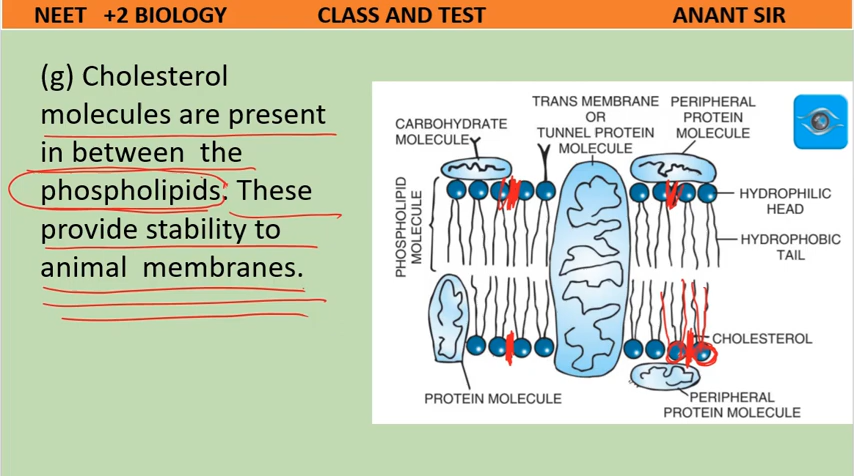 NEET +2 BIOLOGY CLASS AND TEST ANANT SIR
(g) Cholesterol
molecules are present
in between the
phospholipids. These
provide stability to
animal membranes.
CARBOHYDRATE
MOLECULE
TRANS MEMBRANE
OR
TUNNEL PROTEIN
MOLECULE
PERIPHERAL
PROTEIN
MOLECULE
PHOSPHOLIPID
MOLECULE
HYDROPHILIC
HEAD
HYDROPHOBIC
TAIL
CHOLESTEROL
PROTEIN MOLECULE
PERIPHERAL
PROTEIN MOLECULE